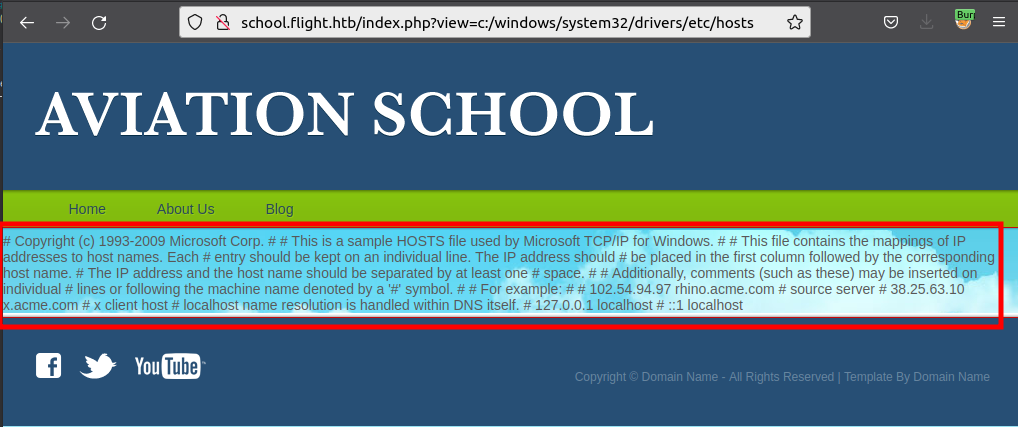 school.flight.htb/index.php?view=c:/windows/system32/drivers/etc/hosts
Burr
AVIATION SCHOOL
Home About Us Blog
# Copyright (c) 1993-2009 Microsoft Corp. # # This is a sample HOSTS file used by Microsoft TCP/IP for Windows. # # This file contains the mappings of IP
addresses to host names. Each # entry should be kept on an individual line. The IP address should # be placed in the first column followed by the corresponding
host name. # The IP address and the host name should be separated by at least one # space. # # Additionally, comments (such as these) may be inserted on
individual # lines or following the machine name denoted by a '#' symbol. # # For example: # # 102.54.94.97 rhino.acme.com # source server # 38.25.63.10
x.acme.com # x client host # localhost name resolution is handled within DNS itself. # 127.0.0.1 localhost # ::1 localhost
YouTube
Copyright © Domain Name - All Rights Reserved | Template By Domain Name